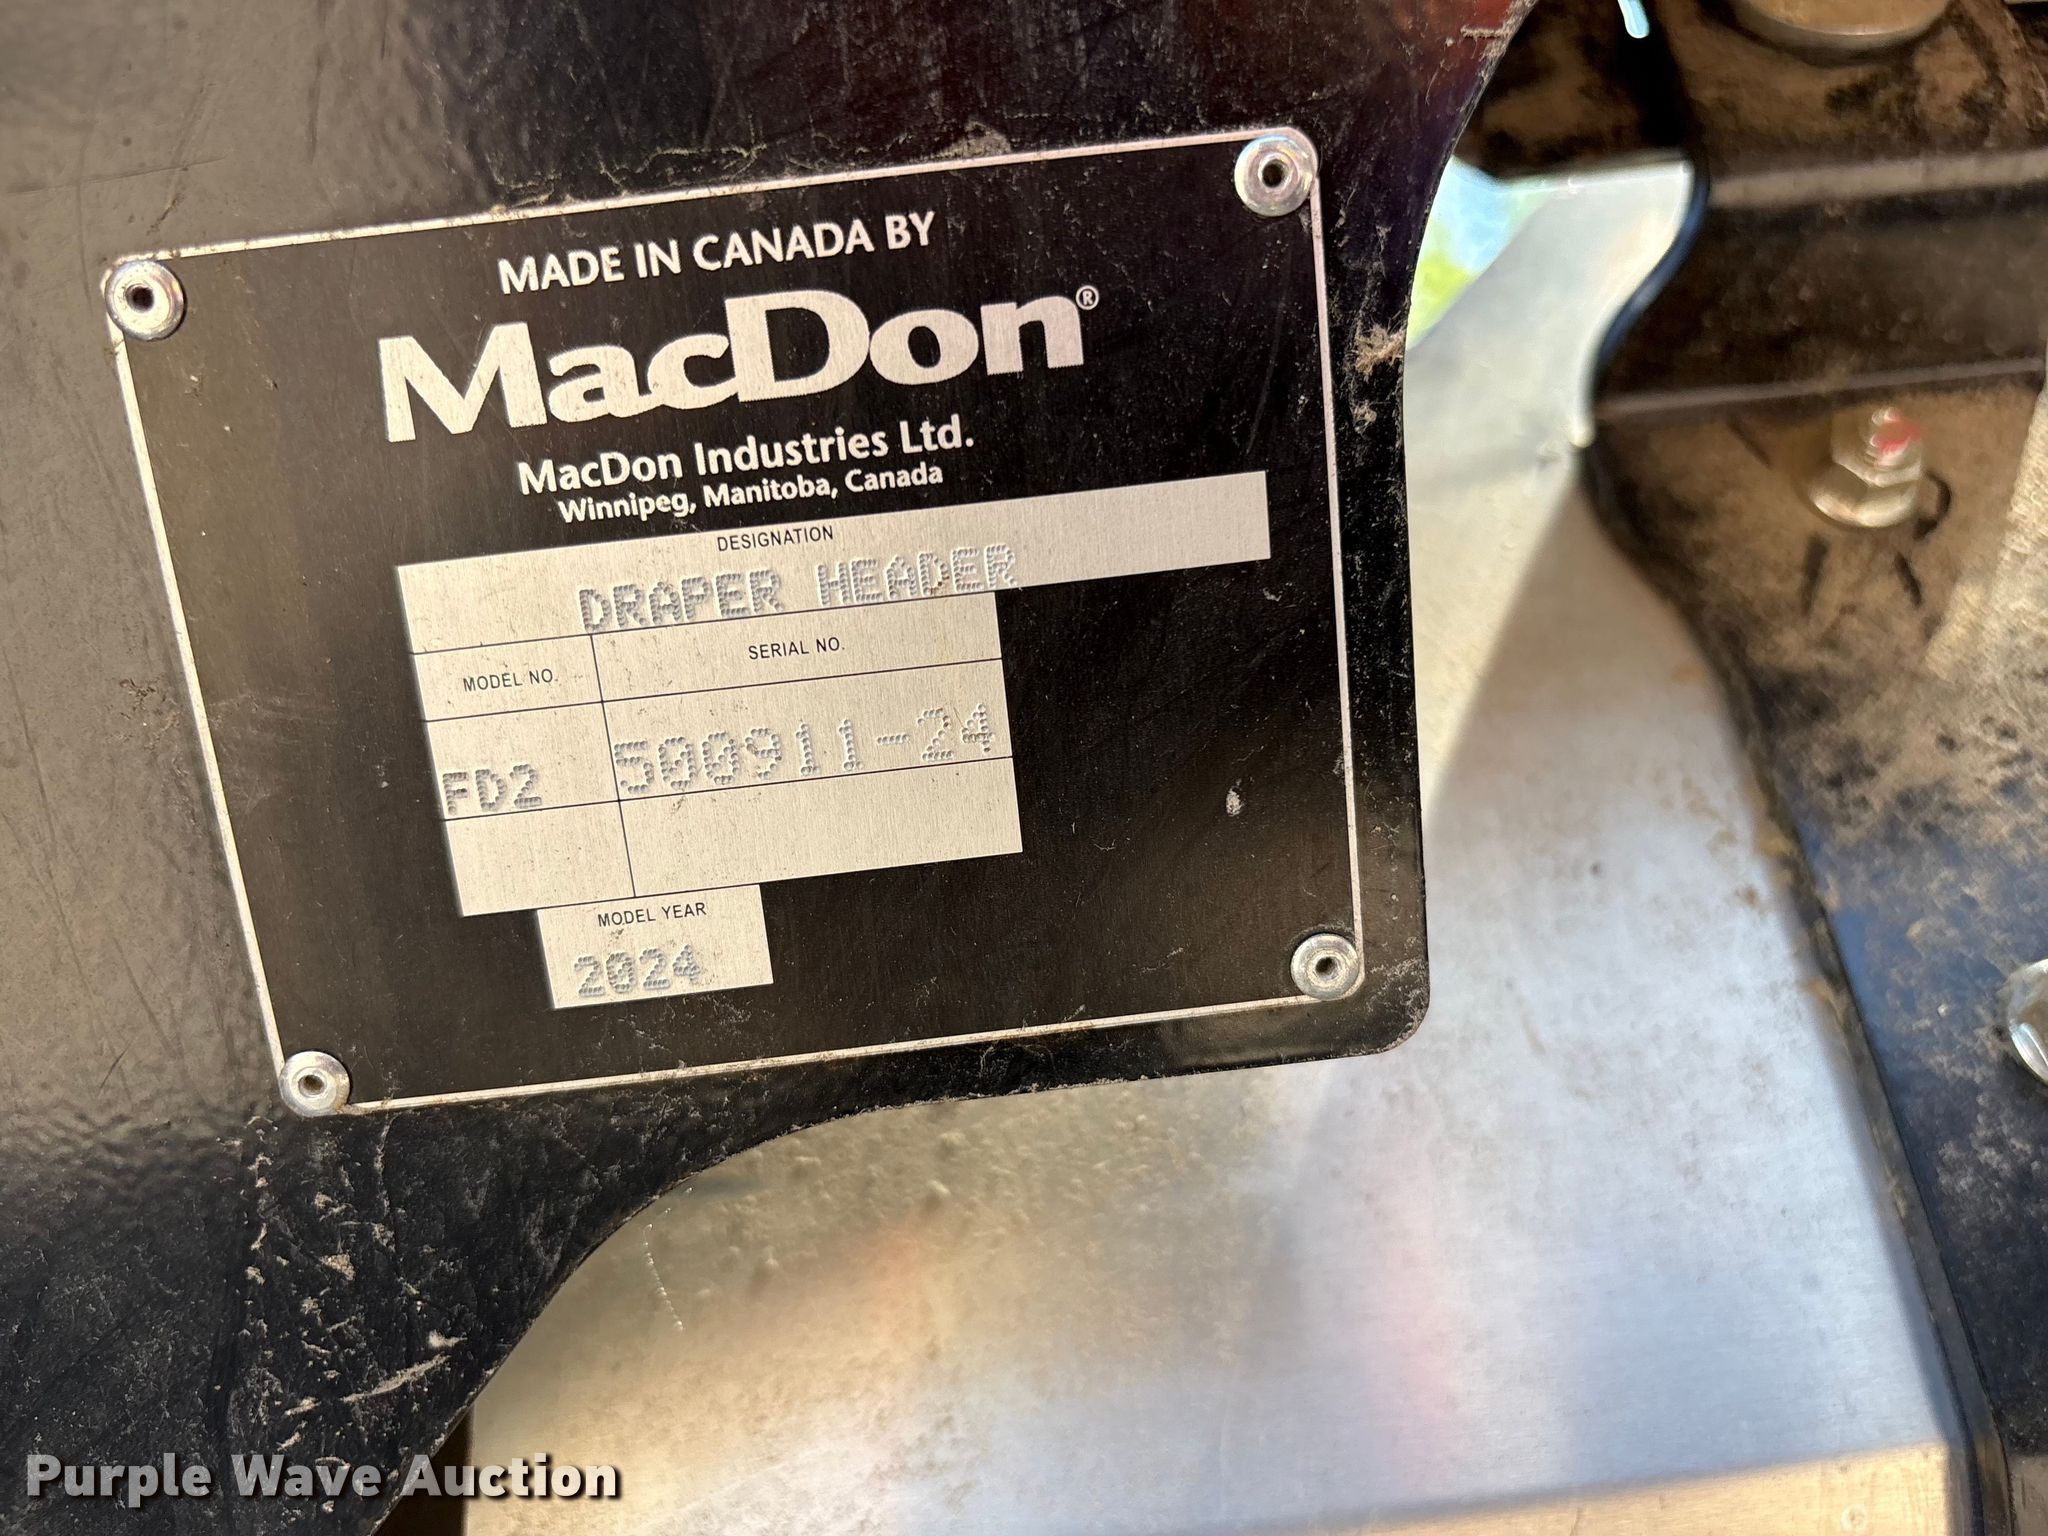 MADE IN CANADA BY
MacDon®
MacDon Industries Ltd.
Winnipeg, Manitoba, Canada
DESIGNATION
DRAPER HEADER
MODEL NO. SERIAL NO.
FD2 500911-24
MODEL YEAR
2024
Purple Wave Auction